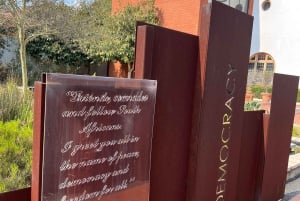 "Friends, comrades
and fellow South
Africans.
I greet you all
in the name of peace,
democracy and
freedom for all."
DEMOCRACY